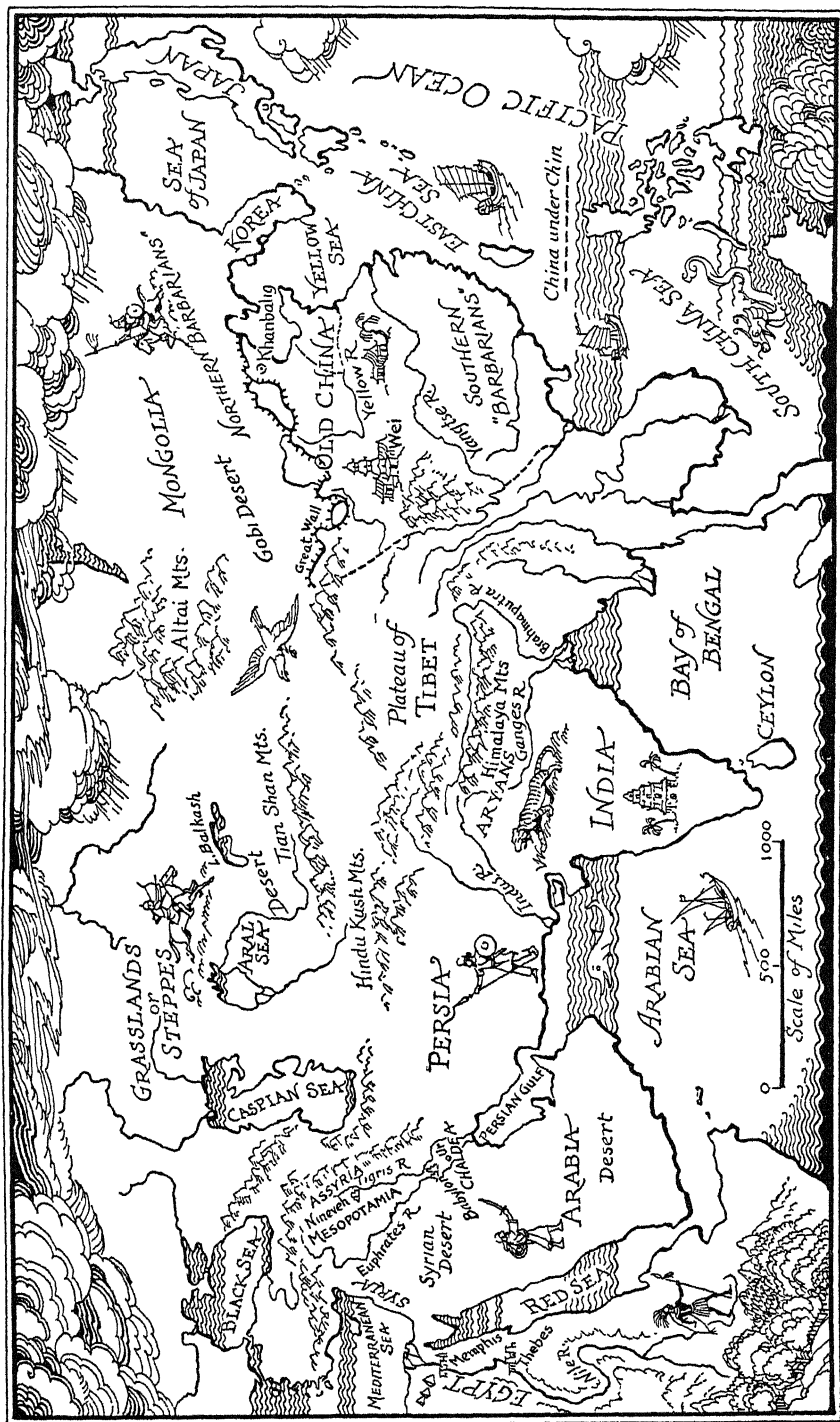 GRASSLANDS
or
STEPPES
MONGOLIA
Altai Mts.
Gobi Desert
NORTHERN "BARBARIANS"
SEA
of JAPAN
JAPAN
KOREA
YELLOW
SEA
PACIFIC OCEAN
EAST CHINA
SEA
BLACK SEA
CASPIAN SEA
ARAL
SEA
L. Balkash
Desert
Tian Shan Mts.
Great Wall
OLD CHINA
Khanbalig
Yellow R.
Wei
Yangtse R.
SOUTHERN
"BARBARIANS"
China under Ch'in
MEDITERRANEAN
SEA
SYRIA
ASSYRIA
Nineveh
Tigris R
MESOPOTAMIA
Euphrates R.
Syrian
Desert
Babylon
Ur
CHALDEA
PERSIA
Hindu Kush Mts.
Plateau of
TIBET
Himalaya Mts
ARYANS
Ganges R.
Brahmaputra R.
Indus R.
INDIA
EGYPT
Memphis
Thebes
Nile R.
RED SEA
ARABIA
Desert
PERSIAN GULF
ARABIAN
SEA
BAY of
BENGAL
CEYLON
SOUTH CHINA SEA
0 500 1000
Scale of Miles